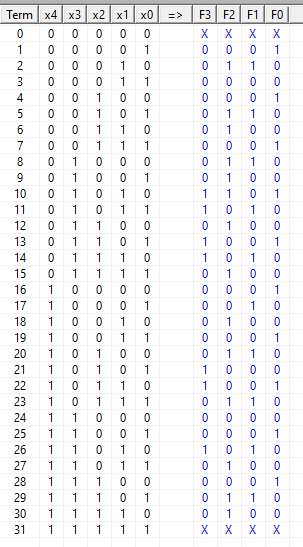 Term x4 x3 x2 x1 x0 => F3 F2 F1 F0
0 0 0 0 0 0 X X X X
1 0 0 0 0 1 0 0 0 1
2 0 0 0 1 0 0 1 1 0
3 0 0 0 1 1 0 0 0 0
4 0 0 1 0 0 0 0 0 1
5 0 0 1 0 1 0 1 1 0
6 0 0 1 1 0 0 1 0 0
7 0 0 1 1 1 0 0 0 1
8 0 1 0 0 0 0 1 1 0
9 0 1 0 0 1 0 1 0 0
10 0 1 0 1 0 1 1 0 1
11 0 1 0 1 1 1 0 1 0
12 0 1 1 0 0 0 1 0 0
13 0 1 1 0 1 1 0 0 1
14 0 1 1 1 0 1 0 1 0
15 0 1 1 1 1 0 1 0 0
16 1 0 0 0 0 0 0 0 1
17 1 0 0 0 1 0 0 1 0
18 1 0 0 1 0 0 1 0 0
19 1 0 0 1 1 0 0 0 1
20 1 0 1 0 0 0 1 1 0
21 1 0 1 0 1 1 0 0 0
22 1 0 1 1 0 1 0 0 1
23 1 0 1 1 1 0 1 1 0
24 1 1 0 0 0 0 0 0 0
25 1 1 0 0 1 0 0 0 1
26 1 1 0 1 0 1 0 1 0
27 1 1 0 1 1 0 1 0 0
28 1 1 1 0 0 0 0 0 1
29 1 1 1 0 1 0 1 1 0
30 1 1 1 1 0 0 1 0 0
31 1 1 1 1 1 X X X X